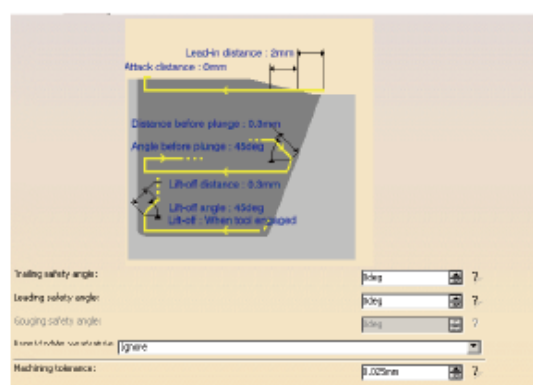 Lead-in distance : 2mm
Attack distance : 0mm
Distance before plunge : 0.3mm
Angle before plunge : 45deg
Lift-off distance : 0.3mm
Lift-off angle : 45deg
Lift-off : When tool engaged
Trailing safety angle: 0deg ?
Leading safety angle: 0deg ?
Gouging safety angle: 0deg ?
Ignore
Machining tolerance: 0.025mm ?